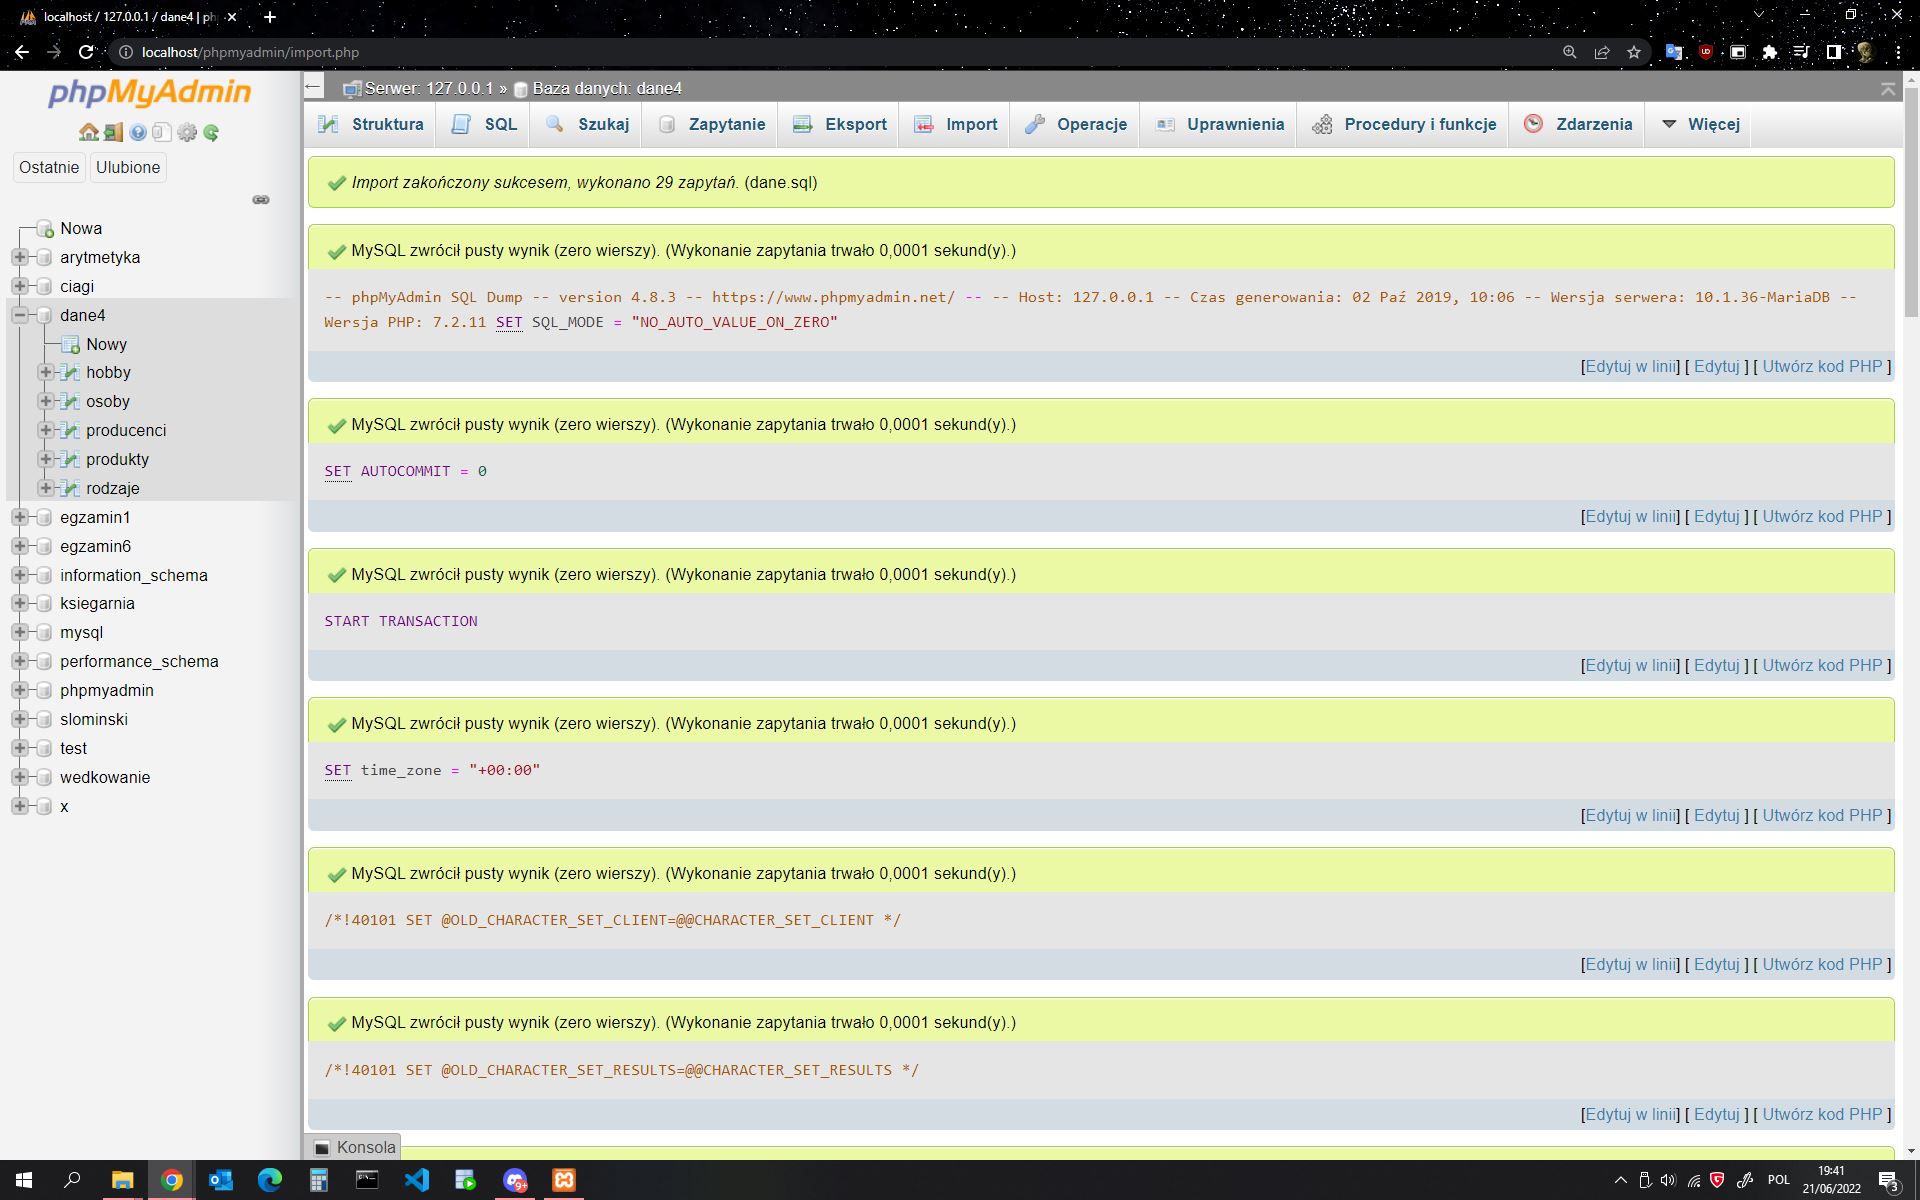 localhost / 127.0.0.1 / dane4 | ph
localhost/phpmyadmin/import.php
phpMyAdmin
Ostatnie Ulubione
Nowa
arytmetyka
ciagi
dane4
Nowy
hobby
osoby
producenci
produkty
rodzaje
egzamin1
egzamin6
information_schema
ksiegarnia
mysql
performance_schema
phpmyadmin
slominski
test
wedkowanie
x
Serwer: 127.0.0.1 » Baza danych: dane4
Struktura SQL Szukaj Zapytanie Eksport Import Operacje Uprawnienia Procedury i funkcje Zdarzenia Więcej
Import zakończony sukcesem, wykonano 29 zapytań. (dane.sql)
MySQL zwrócił pusty wynik (zero wierszy). (Wykonanie zapytania trwało 0,0001 sekund(y).)
-- phpMyAdmin SQL Dump -- version 4.8.3 -- https://www.phpmyadmin.net/ -- -- Host: 127.0.0.1 -- Czas generowania: 02 Paź 2019, 10:06 -- Wersja serwera: 10.1.36-MariaDB --
Wersja PHP: 7.2.11 SET SQL_MODE = "NO_AUTO_VALUE_ON_ZERO"
[Edytuj w linii] [ Edytuj ] [ Utwórz kod PHP ]
MySQL zwrócił pusty wynik (zero wierszy). (Wykonanie zapytania trwało 0,0001 sekund(y).)
SET AUTOCOMMIT = 0
[Edytuj w linii] [ Edytuj ] [ Utwórz kod PHP ]
MySQL zwrócił pusty wynik (zero wierszy). (Wykonanie zapytania trwało 0,0001 sekund(y).)
START TRANSACTION
[Edytuj w linii] [ Edytuj ] [ Utwórz kod PHP ]
MySQL zwrócił pusty wynik (zero wierszy). (Wykonanie zapytania trwało 0,0001 sekund(y).)
SET time_zone = "+00:00"
[Edytuj w linii] [ Edytuj ] [ Utwórz kod PHP ]
MySQL zwrócił pusty wynik (zero wierszy). (Wykonanie zapytania trwało 0,0001 sekund(y).)
/*!40101 SET @OLD_CHARACTER_SET_CLIENT=@@CHARACTER_SET_CLIENT */
[Edytuj w linii] [ Edytuj ] [ Utwórz kod PHP ]
MySQL zwrócił pusty wynik (zero wierszy). (Wykonanie zapytania trwało 0,0001 sekund(y).)
/*!40101 SET @OLD_CHARACTER_SET_RESULTS=@@CHARACTER_SET_RESULTS */
[Edytuj w linii] [ Edytuj ] [ Utwórz kod PHP ]
Konsola
POL
19:41
21/06/2022
3